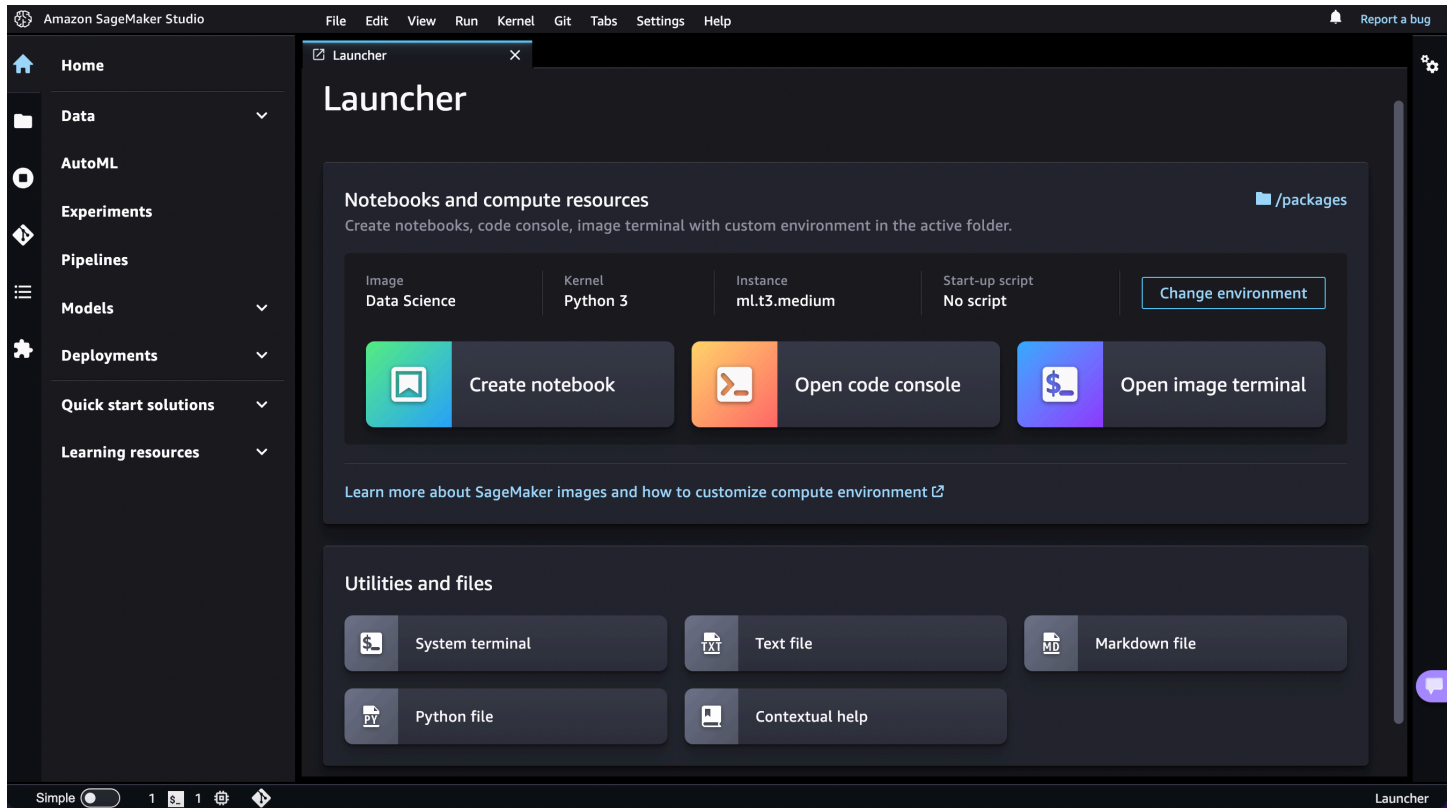 Amazon SageMaker Studio File Edit View Run Kernel Git Tabs Settings Help Report a bug
Home
Data
AutoML
Experiments
Pipelines
Models
Deployments
Quick start solutions
Learning resources
Launcher
Launcher
Notebooks and compute resources /packages
Create notebooks, code console, image terminal with custom environment in the active folder.
Image Kernel Instance Start-up script
Data Science Python 3 ml.t3.medium No script Change environment
Create notebook $_ Open code console Open image terminal
Learn more about SageMaker images and how to customize compute environment
Utilities and files
$_ System terminal TXT Text file MD Markdown file
PY Python file Contextual help
Simple 1 $_ 1 Launcher